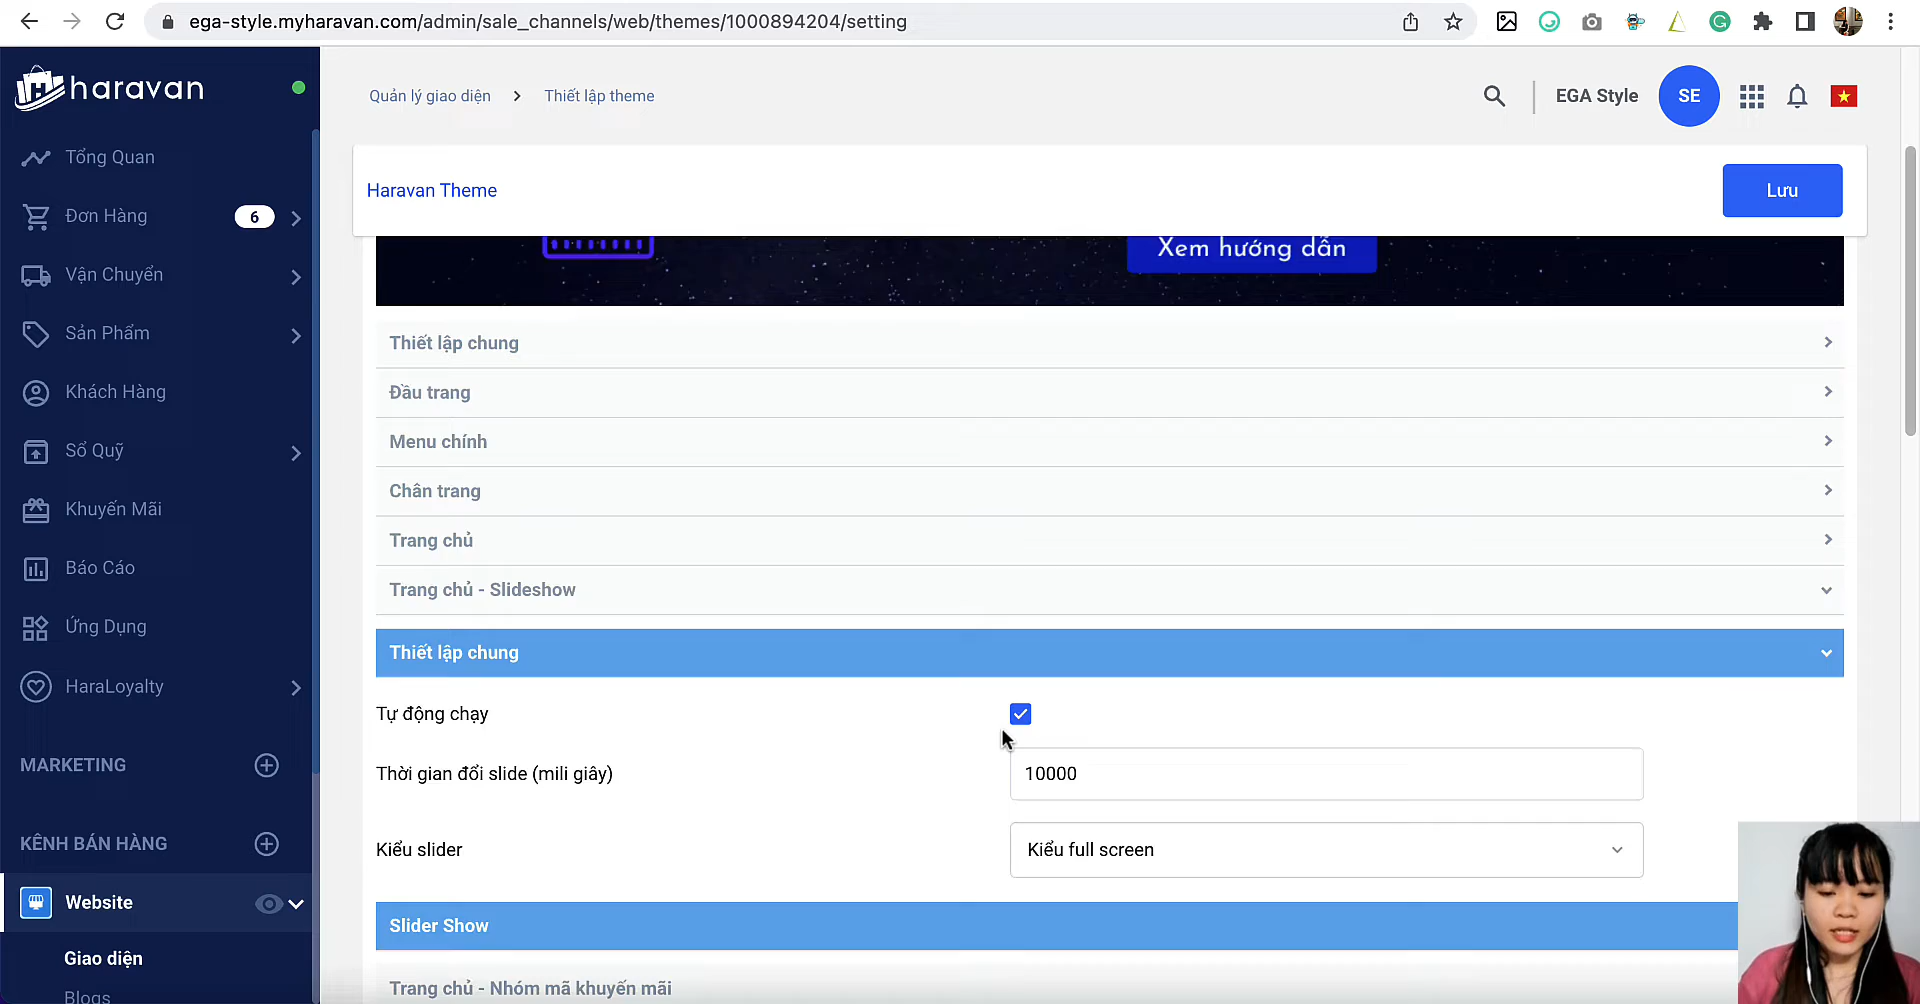 ega-style.myharavan.com/admin/sale_channels/web/themes/1000894204/setting
haravan
Tổng Quan
Đơn Hàng
6
Vận Chuyển
Sản Phẩm
Khách Hàng
Sổ Quỹ
Khuyến Mãi
Báo Cáo
Ứng Dụng
HaraLoyalty
MARKETING
KÊNH BÁN HÀNG
Website
Giao diện
Blogs
Quản lý giao diện
Thiết lập theme
EGA Style
SE
Haravan Theme
Lưu
Xem hướng dẫn
Thiết lập chung
Đầu trang
Menu chính
Chân trang
Trang chủ
Trang chủ - Slideshow
Thiết lập chung
Tự động chạy
Thời gian đổi slide (mili giây)
10000
Kiểu slider
Kiểu full screen
Slider Show
Trang chủ - Nhóm mã khuyến mãi